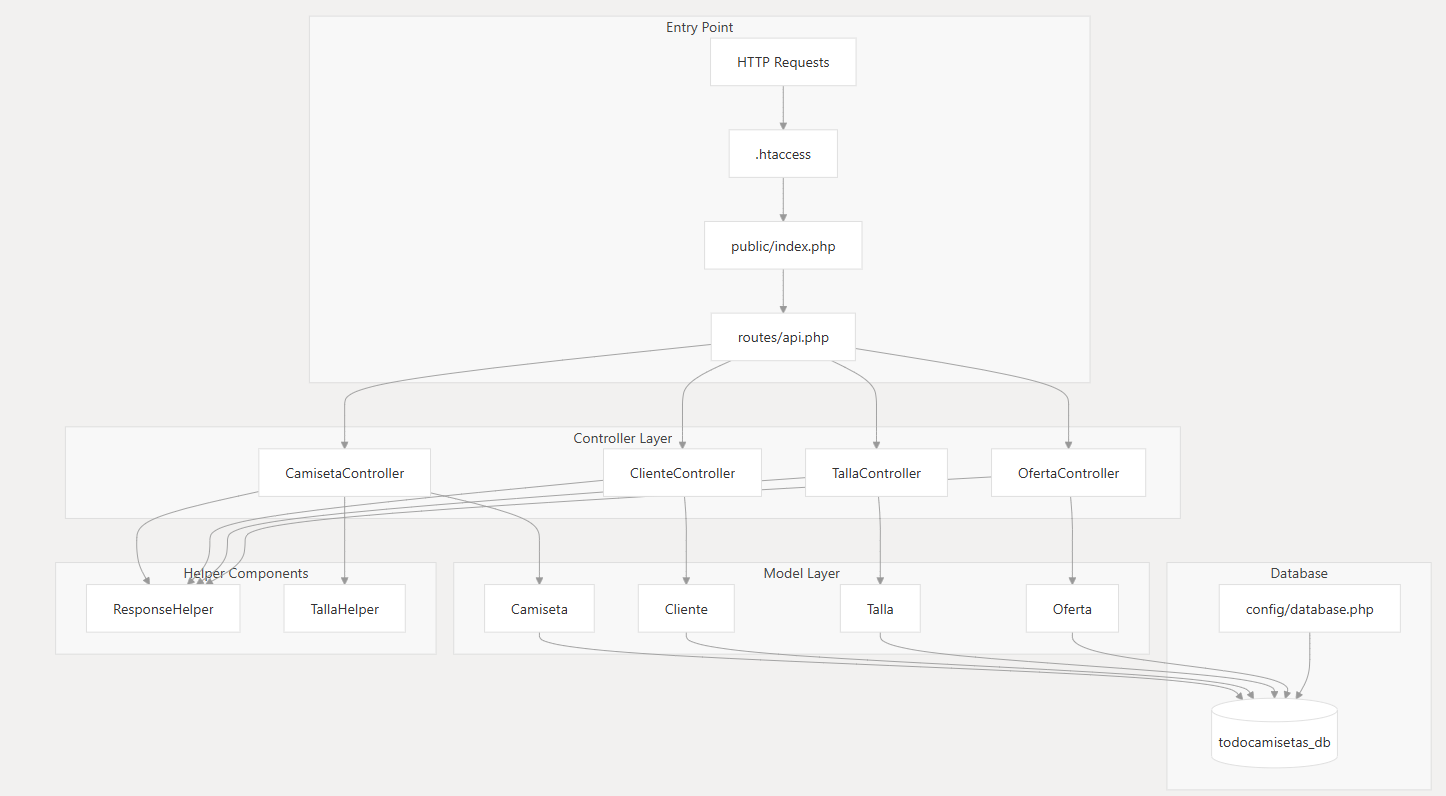 Entry Point
HTTP Requests
.htaccess
public/index.php
routes/api.php
Controller Layer
CamisetaController
ClienteController
TallaController
OfertaController
Helper Components
ResponseHelper
TallaHelper
Model Layer
Camiseta
Cliente
Talla
Oferta
Database
config/database.php
todocamisetas_db